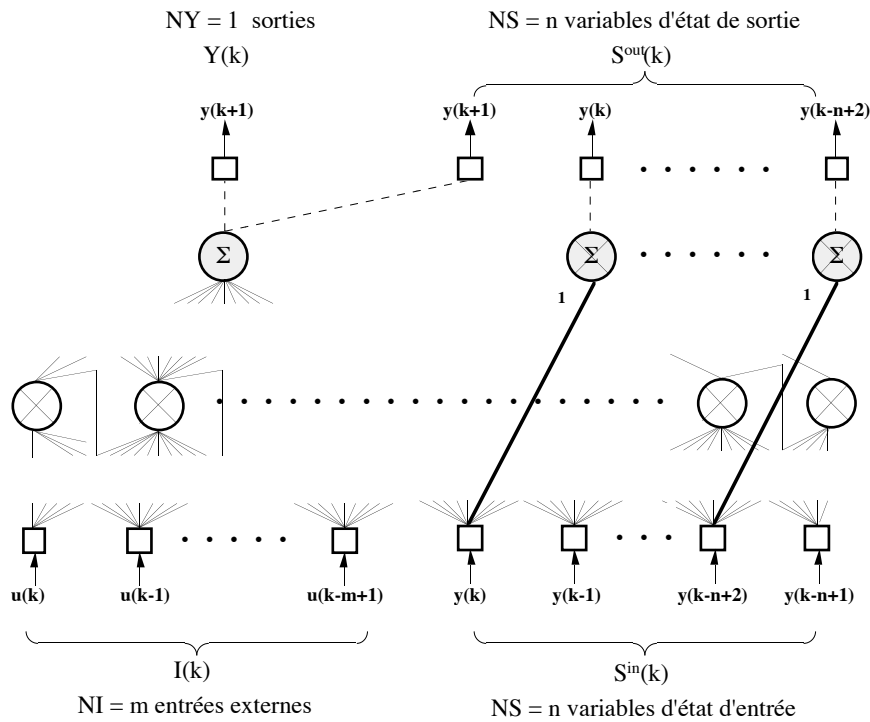 NY = 1 sorties
NS = n variables d'état de sortie
Y(k)
S^out(k)
y(k+1)
y(k+1)
y(k)
y(k-n+2)
Σ
Σ
Σ
1
1
u(k)
u(k-1)
u(k-m+1)
y(k)
y(k-1)
y(k-n+2)
y(k-n+1)
I(k)
S^in(k)
NI = m entrées externes
NS = n variables d'état d'entrée